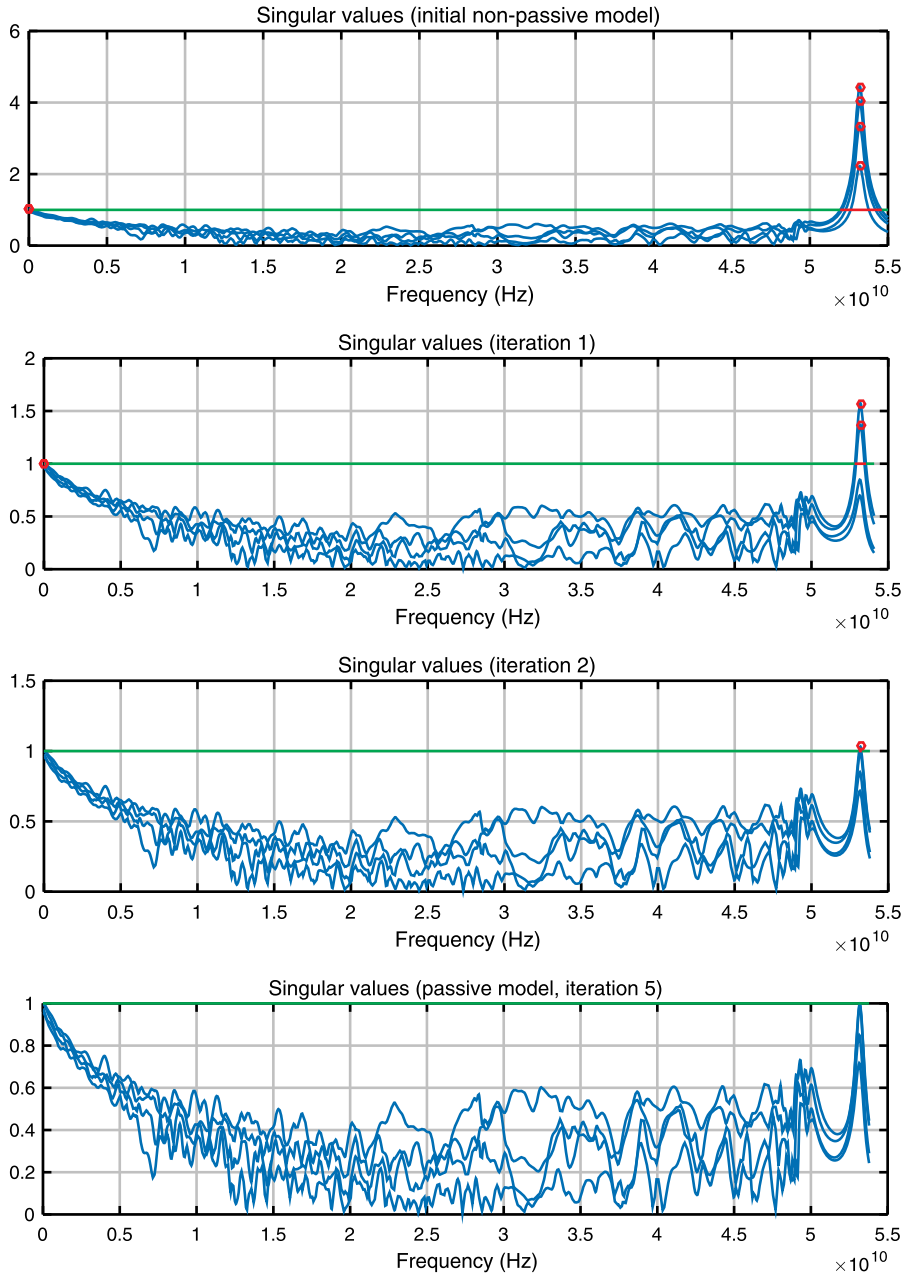 Singular values (initial non-passive model)
6
4
2
0
0 0.5 1 1.5 2 2.5 3 3.5 4 4.5 5 5.5
Frequency (Hz)
×10^10
Singular values (iteration 1)
2
1.5
1
0.5
0
0 0.5 1 1.5 2 2.5 3 3.5 4 4.5 5 5.5
Frequency (Hz)
×10^10
Singular values (iteration 2)
1.5
1
0.5
0
0 0.5 1 1.5 2 2.5 3 3.5 4 4.5 5 5.5
Frequency (Hz)
×10^10
Singular values (passive model, iteration 5)
1
0.8
0.6
0.4
0.2
0
0 0.5 1 1.5 2 2.5 3 3.5 4 4.5 5 5.5
Frequency (Hz)
×10^10